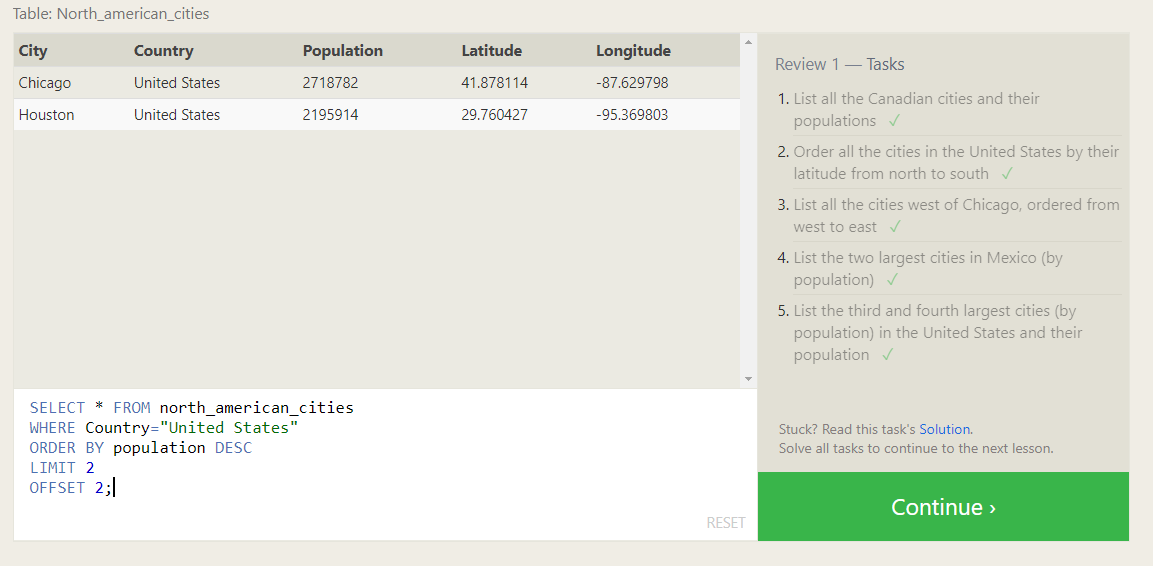 Table: North_american_cities
City Country Population Latitude Longitude
Chicago United States 2718782 41.878114 -87.629798
Houston United States 2195914 29.760427 -95.369803
SELECT * FROM north_american_cities
WHERE Country="United States"
ORDER BY population DESC
LIMIT 2
OFFSET 2;
RESET
Review 1 — Tasks
1. List all the Canadian cities and their
populations ✓
2. Order all the cities in the United States by their
latitude from north to south ✓
3. List all the cities west of Chicago, ordered from
west to east ✓
4. List the two largest cities in Mexico (by
population) ✓
5. List the third and fourth largest cities (by
population) in the United States and their
population ✓
Stuck? Read this task's Solution.
Solve all tasks to continue to the next lesson.
Continue ›